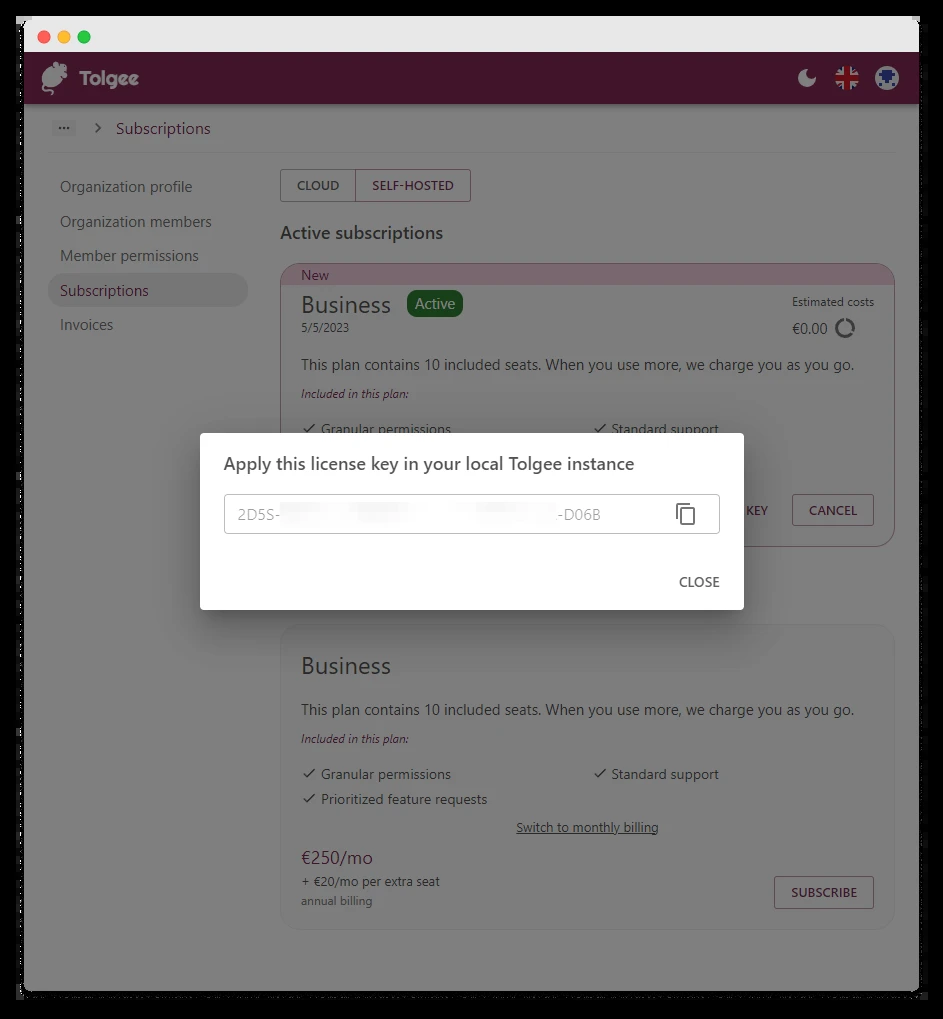 Tolgee
... > Subscriptions
Organization profile
Organization members
Member permissions
Subscriptions
Invoices
CLOUD
SELF-HOSTED
Active subscriptions
New
Business
Active
5/5/2023
Estimated costs
€0.00
This plan contains 10 included seats. When you use more, we charge you as you go.
Included in this plan:
Granular permissions
Standard support
KEY
CANCEL
Apply this license key in your local Tolgee instance
2D5S- -D06B
CLOSE
Business
This plan contains 10 included seats. When you use more, we charge you as you go.
Included in this plan:
Granular permissions
Standard support
Prioritized feature requests
Switch to monthly billing
€250/mo
+ €20/mo per extra seat
annual billing
SUBSCRIBE